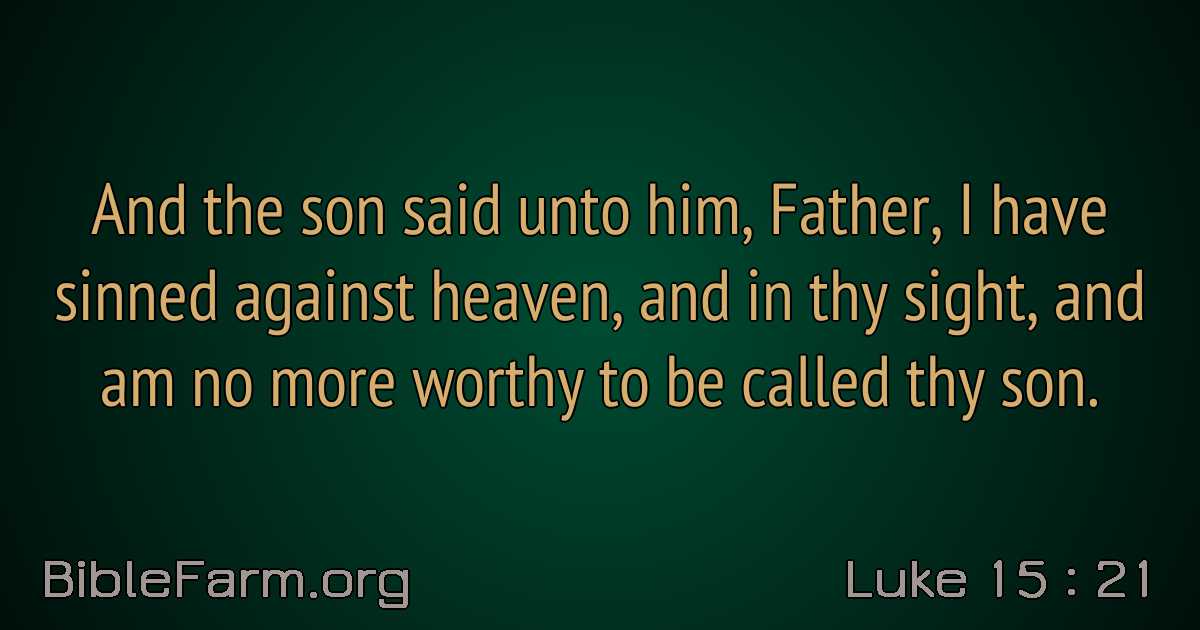 And the son said unto him, Father, I have
sinned against heaven, and in thy sight, and
am no more worthy to be called thy son.
BibleFarm.org
Luke 15 : 21